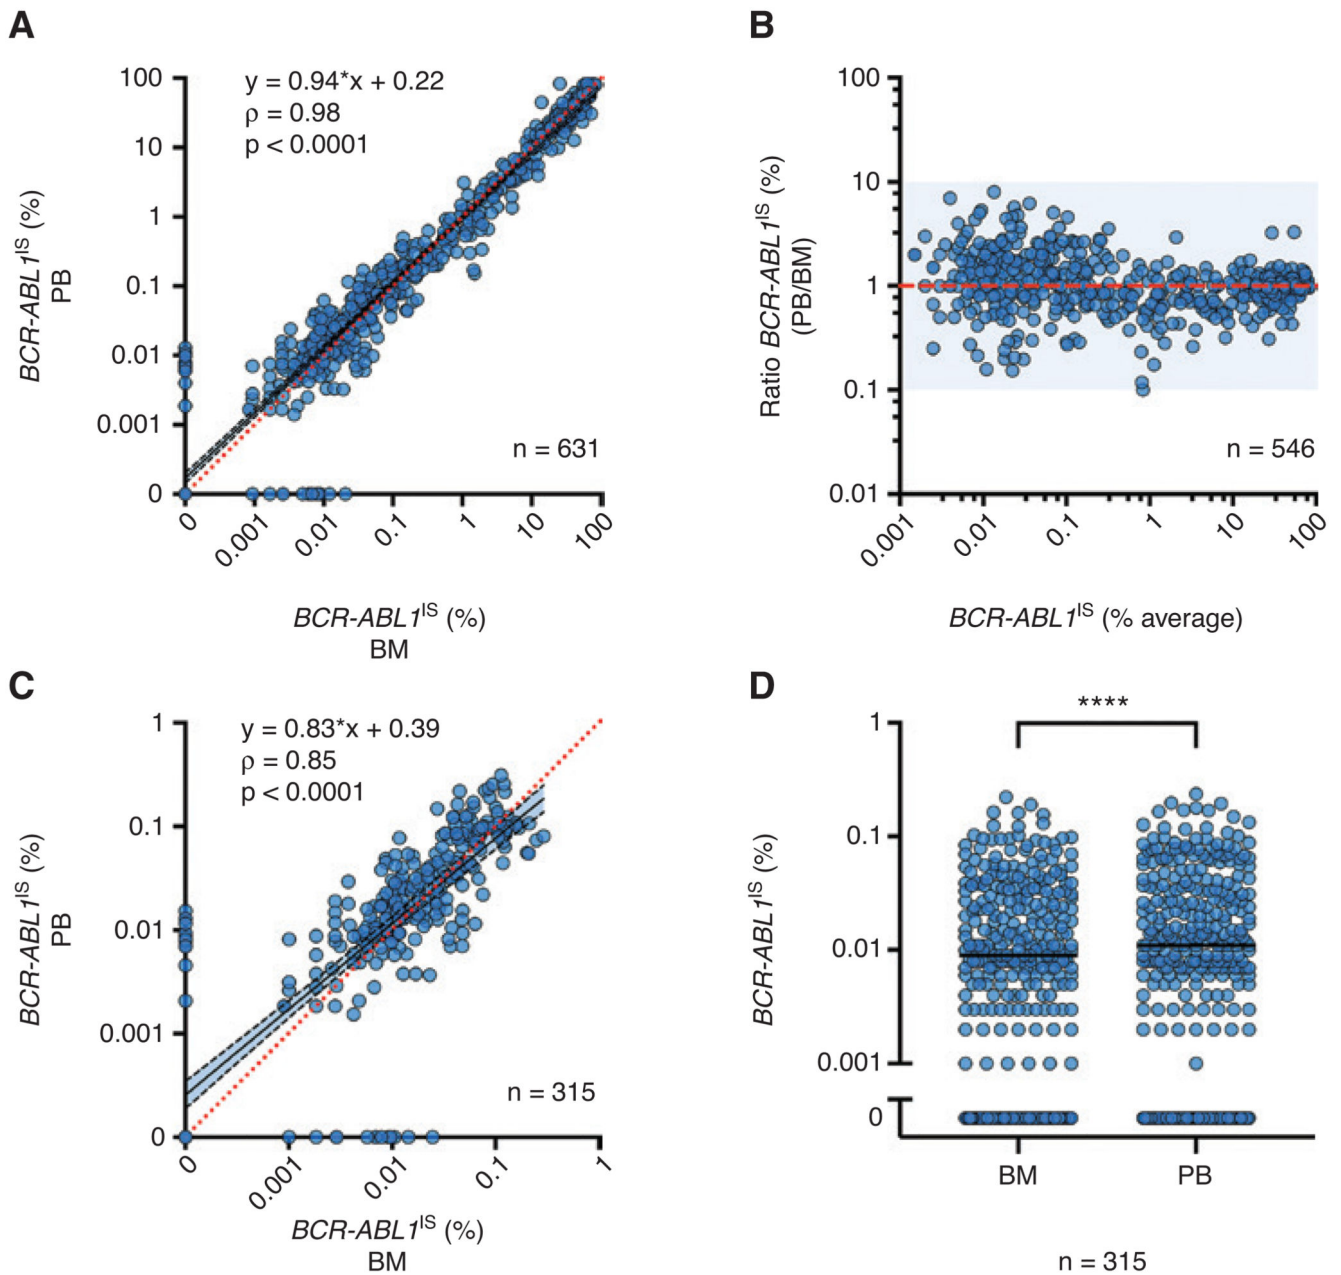 A
y = 0.94*x + 0.22
ρ = 0.98
p < 0.0001
100
10
1
0.1
0.01
0.001
0
BCR-ABL1IS (%)
PB
n = 631
0
0.001
0.01
0.1
1
10
100
BCR-ABL1IS (%)
BM
B
100
10
1
0.1
0.01
Ratio BCR-ABL1IS (%)
(PB/BM)
n = 546
0.001
0.01
0.1
1
10
100
BCR-ABL1IS (% average)
C
y = 0.83*x + 0.39
ρ = 0.85
p < 0.0001
1
0.1
0.01
0.001
0
BCR-ABL1IS (%)
PB
n = 315
0
0.001
0.01
0.1
1
BCR-ABL1IS (%)
BM
D
****
1
0.1
0.01
0.001
0
BCR-ABL1IS (%)
BM
PB
n = 315